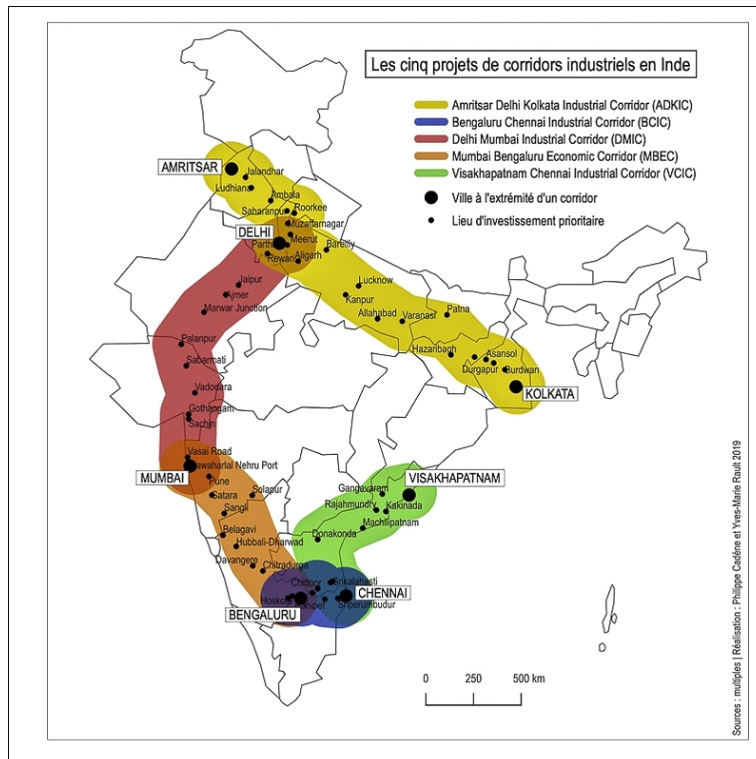 Les cinq projets de corridors industriels en Inde
Amritsar Delhi Kolkata Industrial Corridor (ADKIC)
Bengaluru Chennai Industrial Corridor (BCIC)
Delhi Mumbai Industrial Corridor (DMIC)
Mumbai Bengaluru Economic Corridor (MBEC)
Visakhapatnam Chennai Industrial Corridor (VCIC)
Ville à l'extrémité d'un corridor
Lieu d'investissement prioritaire
AMRITSAR
Jalandhar
Ludhiana
Ambala
Saharanpur
Roorkee
Muzaffarnagar
DELHI
Meerut
Rewari
Aligarh
Bareilly
Jaipur
Ajmer
Marwar Junction
Lucknow
Kanpur
Allahabad
Varanasi
Patna
Palanpur
Sabarmati
Hazaribagh
Asansol
Durgapur
Burdwan
KOLKATA
Vadodara
Gothangam
Sachin
Vasai Road
MUMBAI
Jawaharlal Nehru Port
Pune
Satara
Solapur
Sangli
Belagavi
Hubballi-Dharwad
Davangere
Chitradurga
VISAKHAPATNAM
Gangavaram
Rajahmundry
Kakinada
Machilipatnam
Donakonda
Chittoor
Srikalahasti
CHENNAI
Hoskote
Ranipet
Sriperumbudur
BENGALURU
0 250 500 km
Sources : multiples | Réalisation : Philippe Cadène et Yves-Marie Rault 2019